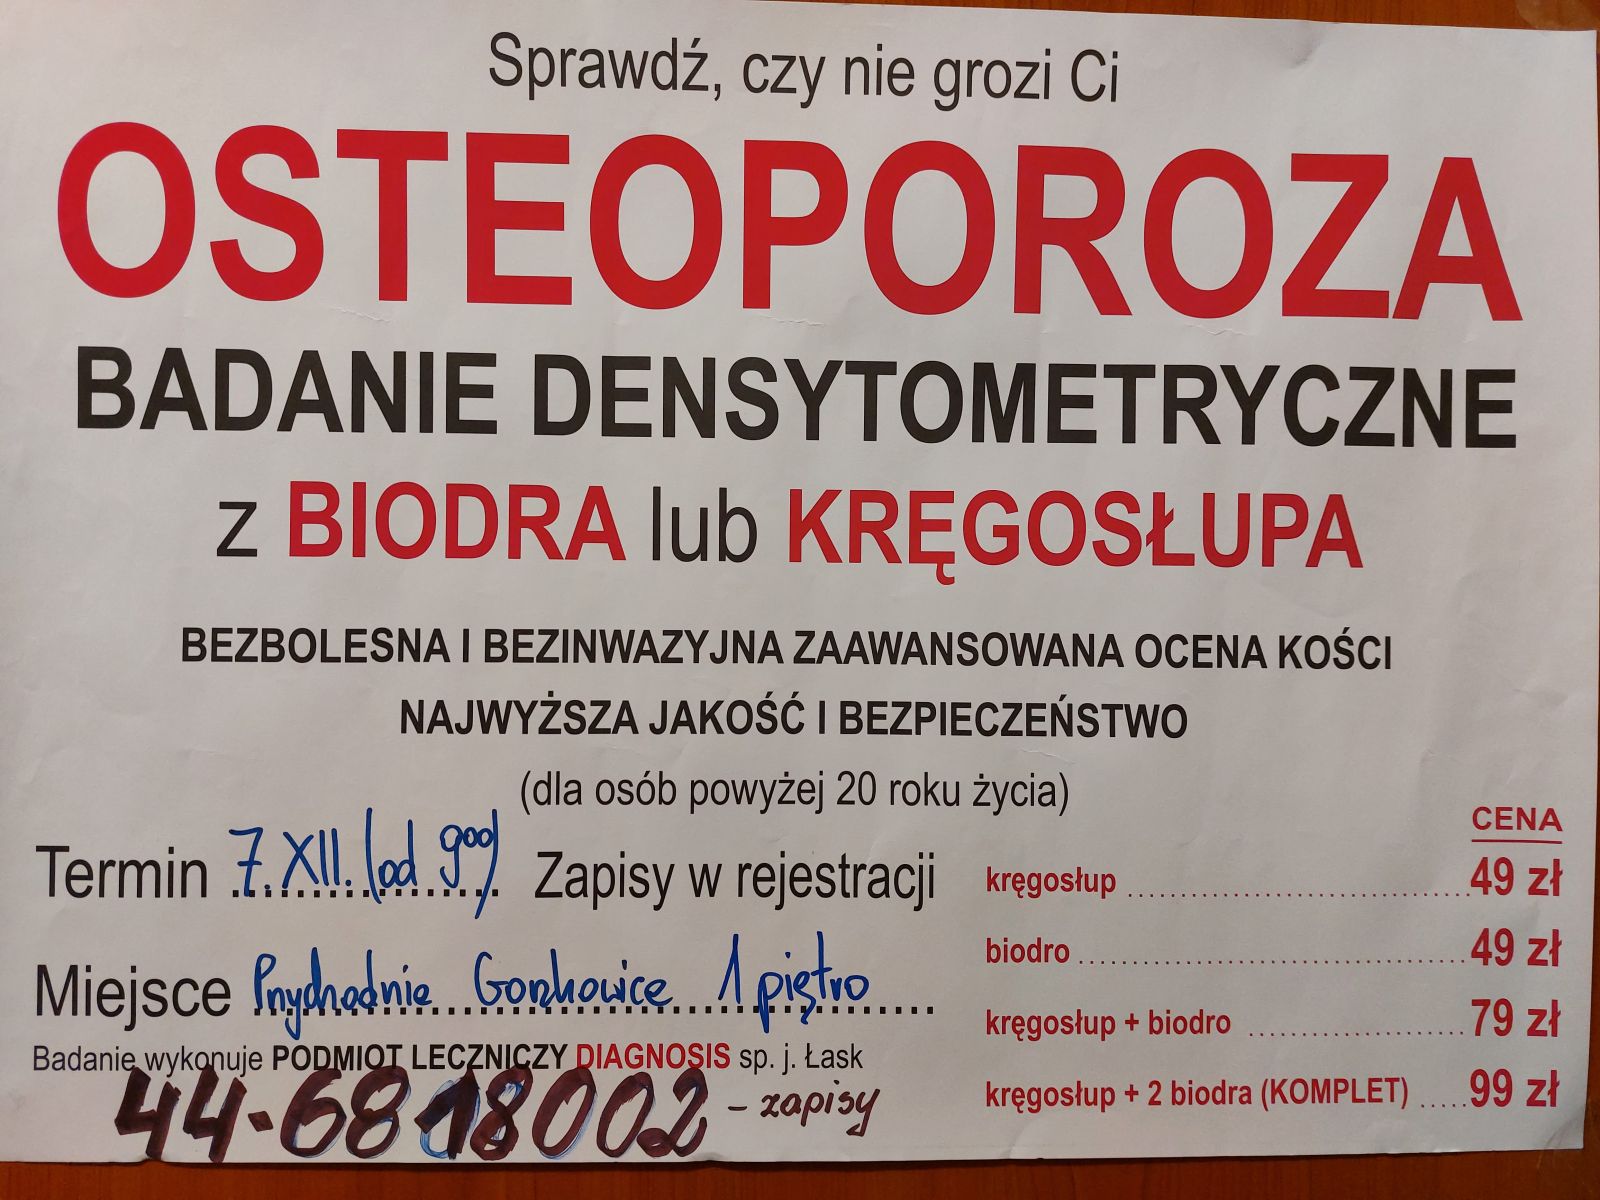 Sprawdź, czy nie grozi Ci
OSTEOPOROZA
BADANIE DENSYTOMETRYCZNE
z BIODRA lub KRĘGOSŁUPA
BEZBOLESNA I BEZINWAZYJNA ZAAWANSOWANA OCENA KOŚCI
NAJWYŻSZA JAKOŚĆ I BEZPIECZEŃSTWO
(dla osób powyżej 20 roku życia)
Termin 7.XII. (od 9⁰⁰) Zapisy w rejestracji
Miejsce Przychodnie Gorzkowice 1 piętro
Badanie wykonuje PODMIOT LECZNICZY DIAGNOSIS sp. j. Łask
44-6818002 - zapisy
CENA
kręgosłup 49 zł
biodro 49 zł
kręgosłup + biodro 79 zł
kręgosłup + 2 biodra (KOMPLET) 99 zł